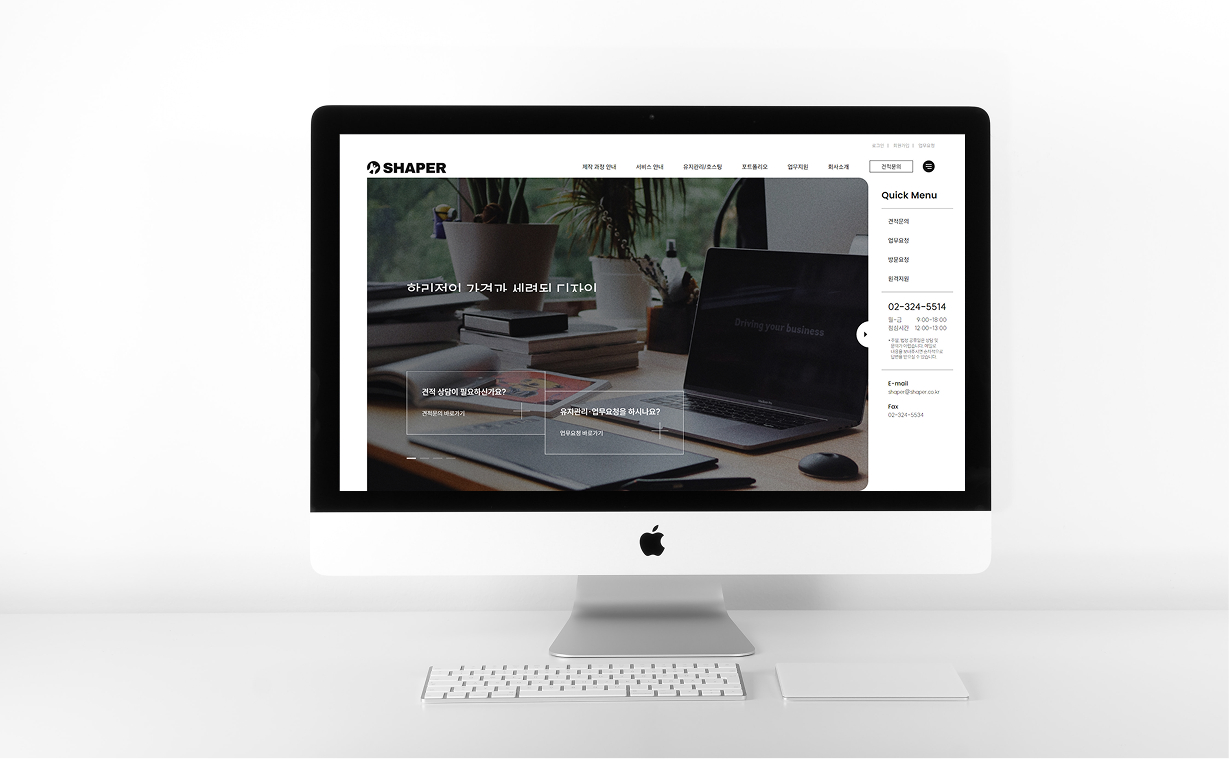 로그인 | 회원가입 | 업무요청
SHAPER
제작 과정 안내 서비스 안내 유지관리/호스팅 포트폴리오 업무지원 회사소개 견적문의
합리적인 가격과 세련된 디자인
Driving your business
견적 상담이 필요하신가요?
견적문의 바로가기
유지관리·업무요청을 하시나요?
업무요청 바로가기
Quick Menu
견적문의
업무요청
방문요청
원격지원
02-324-5514
월-금 9:00-18:00
점심시간 12:00-13:00
E-mail
shaper@shaper.co.kr
Fax
02-324-5534